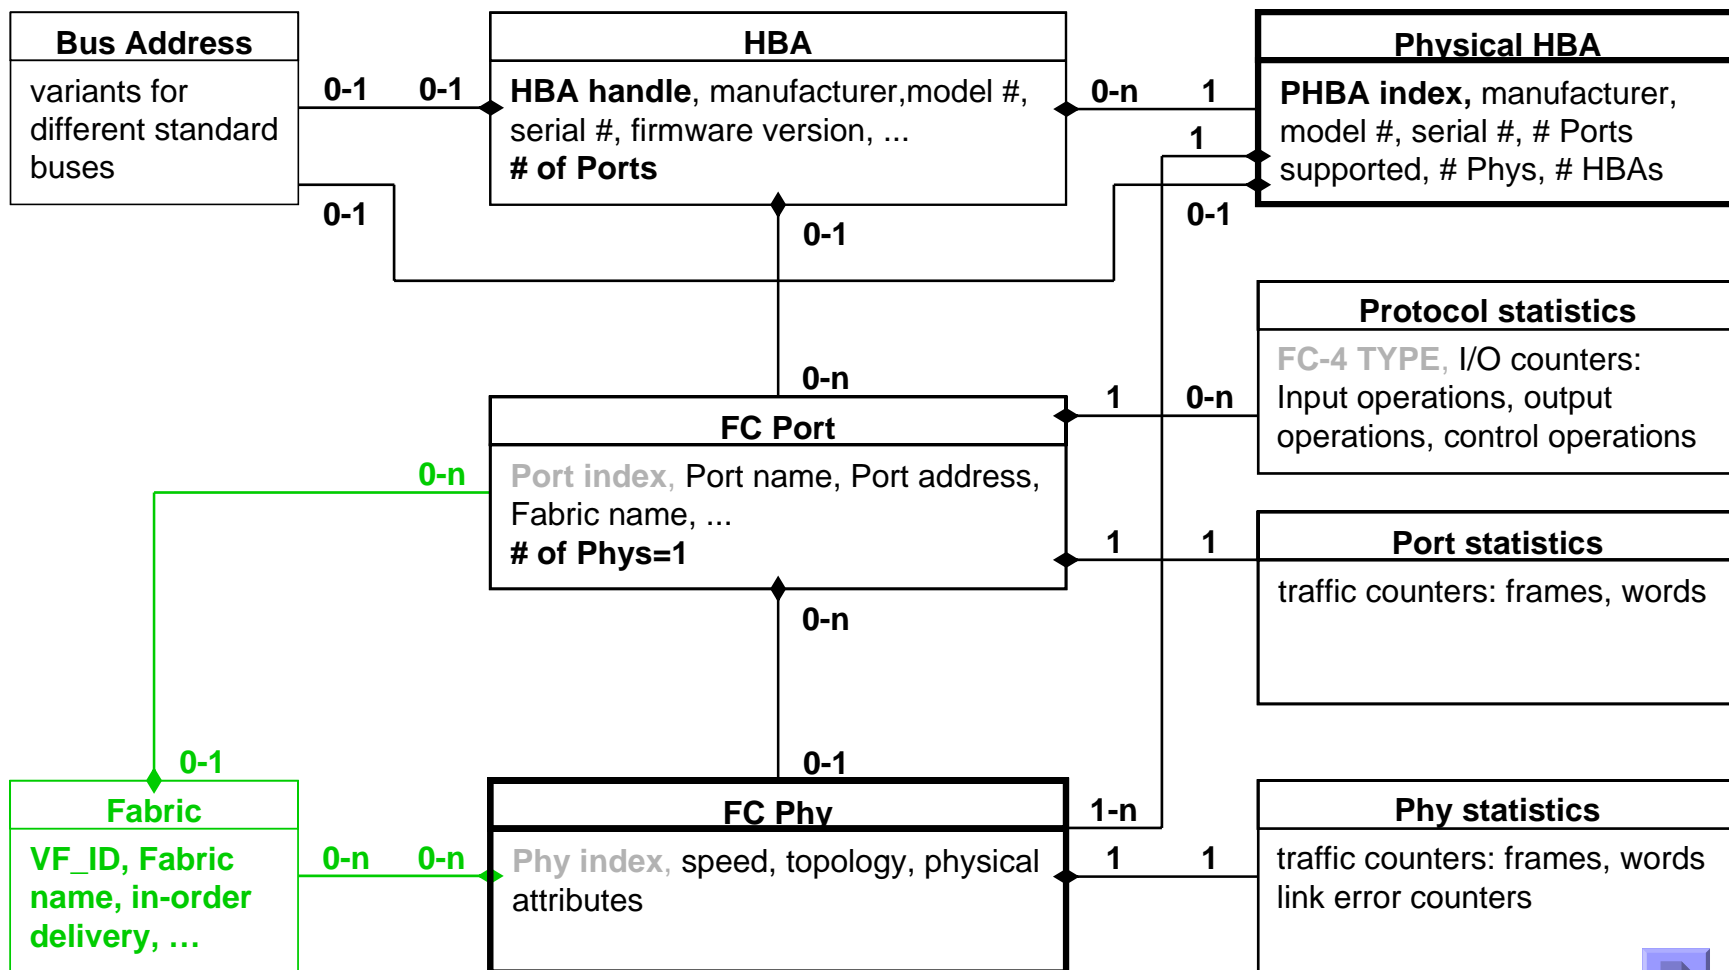 Bus Address
variants for
different standard
buses
0-1
0-1
0-1
HBA
HBA handle, manufacturer,model #,
serial #, firmware version, ...
# of Ports
0-n
1
1
0-1
0-1
Physical HBA
PHBA index, manufacturer,
model #, serial #, # Ports
supported, # Phys, # HBAs
0-n
FC Port
Port index, Port name, Port address,
Fabric name, ...
# of Phys=1
0-n
1
0-n
1
1
0-n
Protocol statistics
FC-4 TYPE, I/O counters:
Input operations, output
operations, control operations
Port statistics
traffic counters: frames, words
0-1
Fabric
VF_ID, Fabric
name, in-order
delivery, ...
0-n
0-n
0-1
FC Phy
Phy index, speed, topology, physical
attributes
1-n
1
1
Phy statistics
traffic counters: frames, words
link error counters